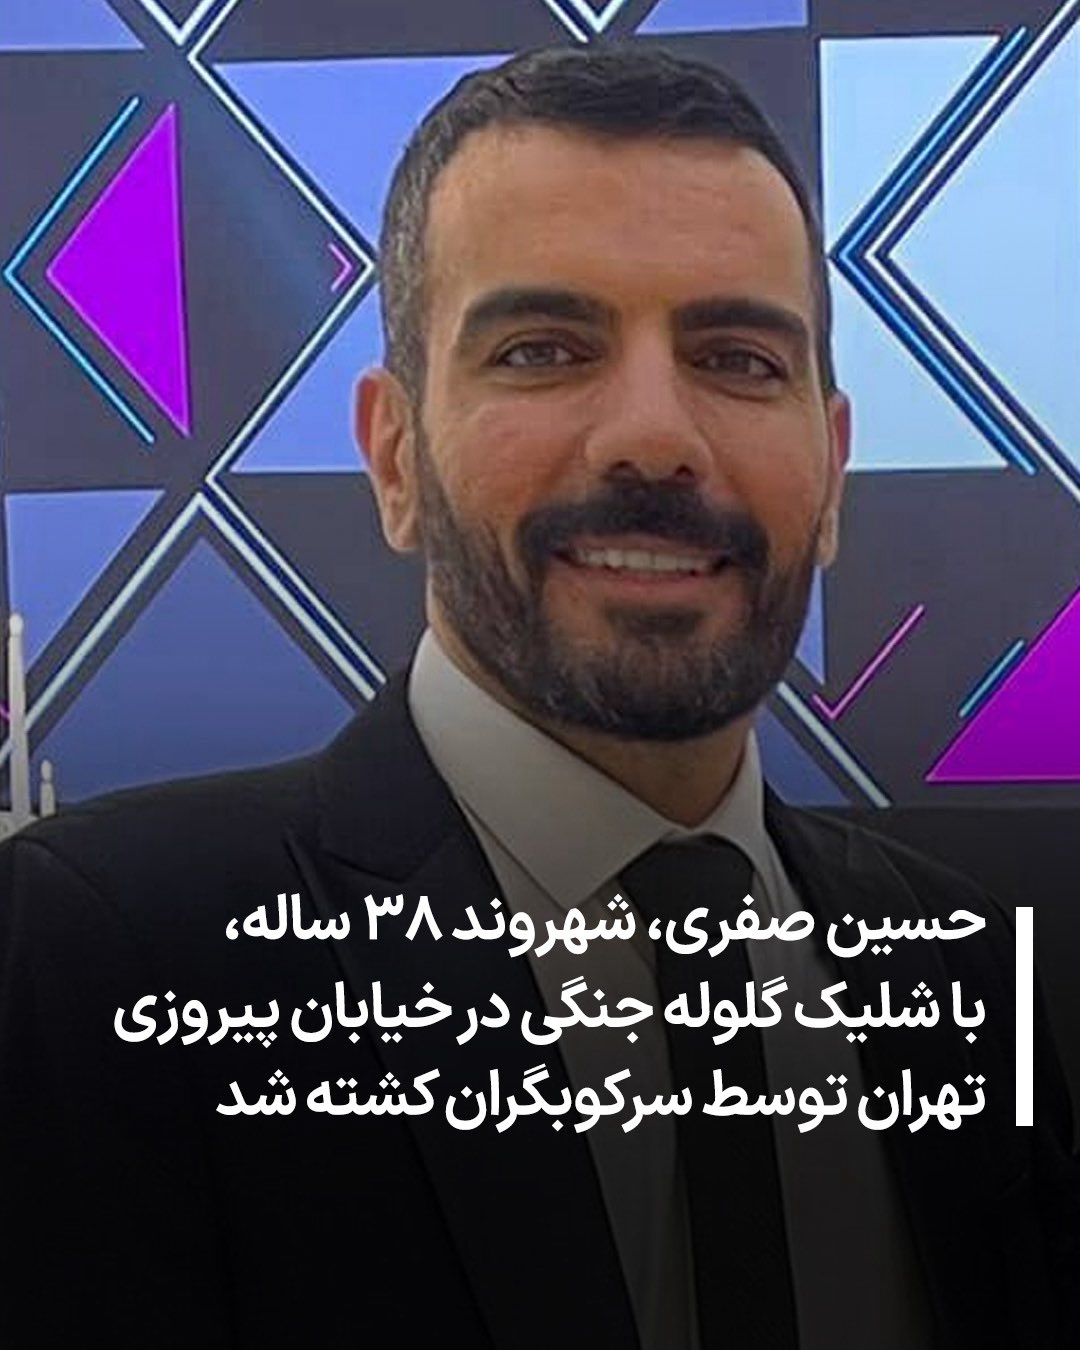 حسین صفری، شهروند ۳۸ ساله،
با شلیک گلوله جنگی در خیابان پیروزی
تهران توسط سرکوبگران کشته شد